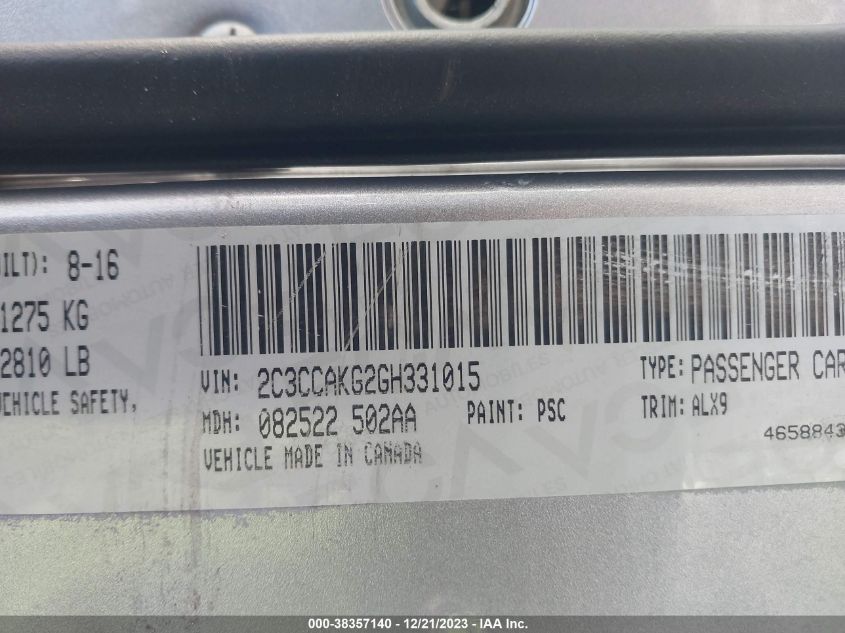 UILT): 8-16
1275 KG
2810 LB
VEHICLE SAFETY,
VIN: 2C3CCAKG2GH331015
TYPE: PASSENGER CAR
MDH: 082522 502AA
PAINT: PSC
TRIM: ALX9
VEHICLE MADE IN CANADA
4658843
000-38357140 - 12/21/2023 - IAA Inc.